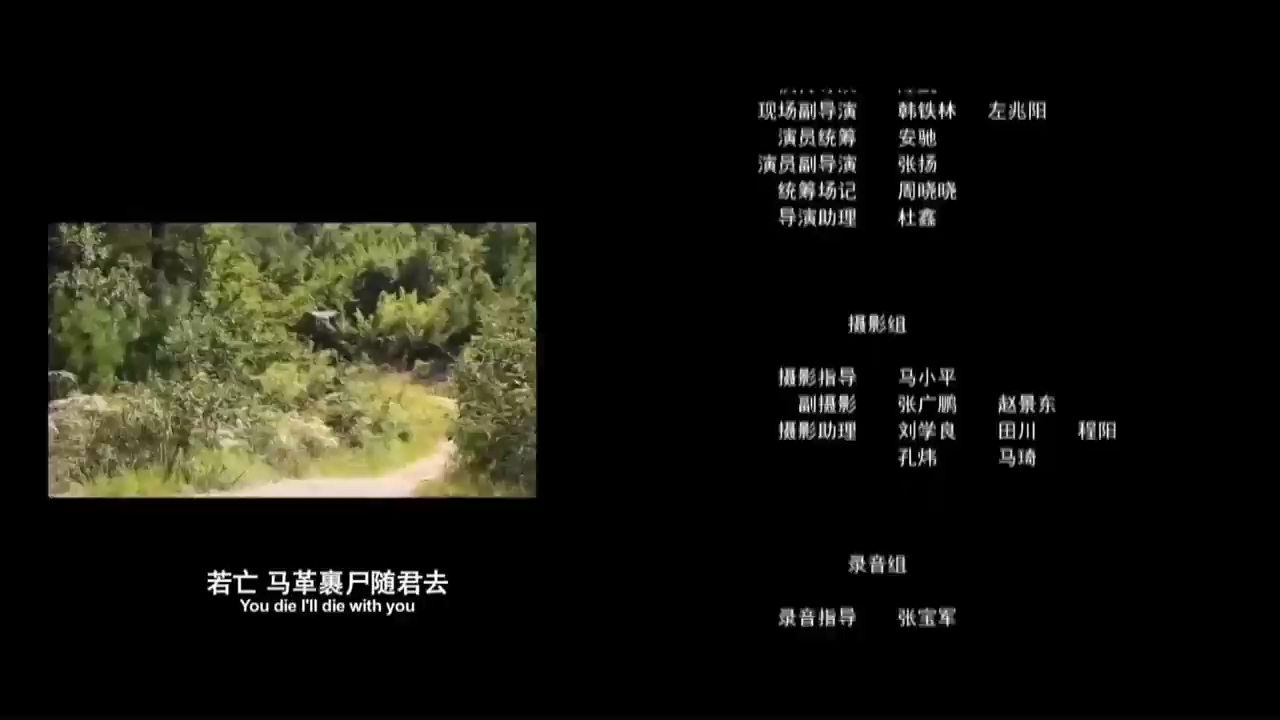 现场副导演 韩铁林 左兆阳
演员统筹 安驰
演员副导演 张扬
统筹场记 周晓晓
导演助理 杜鑫
摄影组
摄影指导 马小平
副摄影 张广鹏 赵景东
摄影助理 刘学良 田川 程阳
孔炜 马琦
录音组
录音指导 张宝军
若亡 马革裹尸随君去
You die I'll die with you